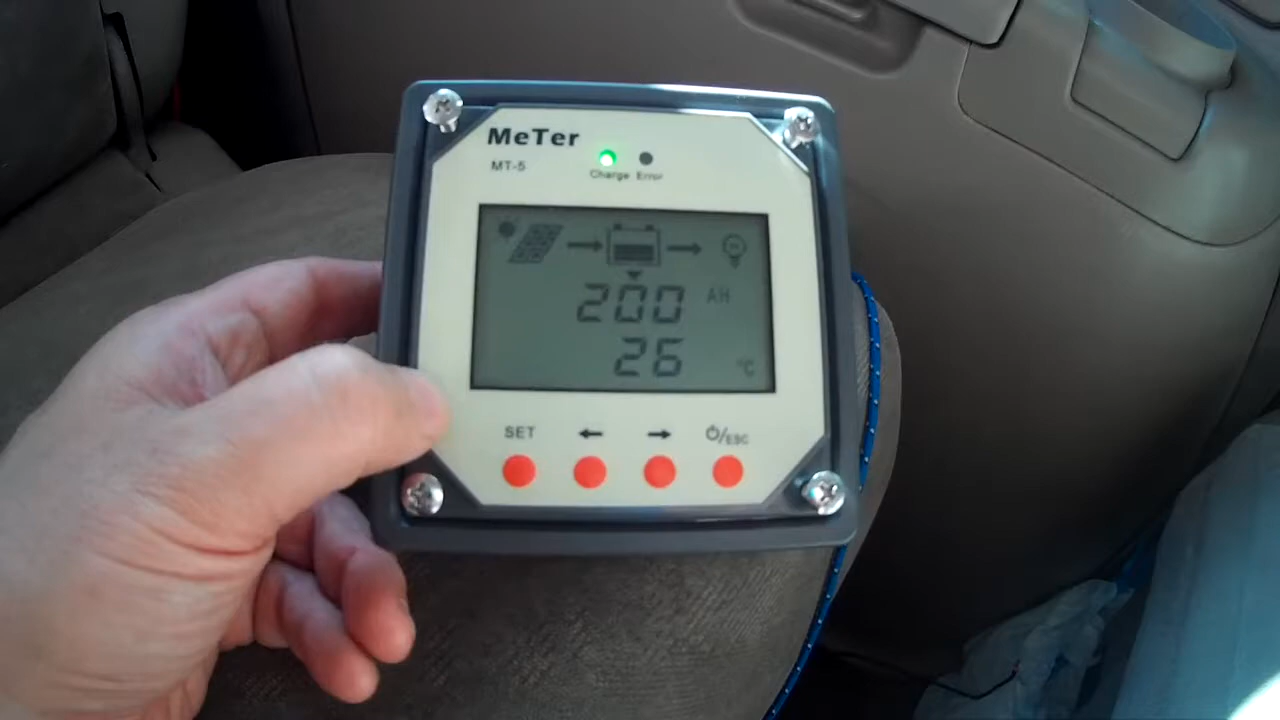 MeTer
MT-5
Charge Error
200 AH
26 °C
SET ← → ⏻/ESC